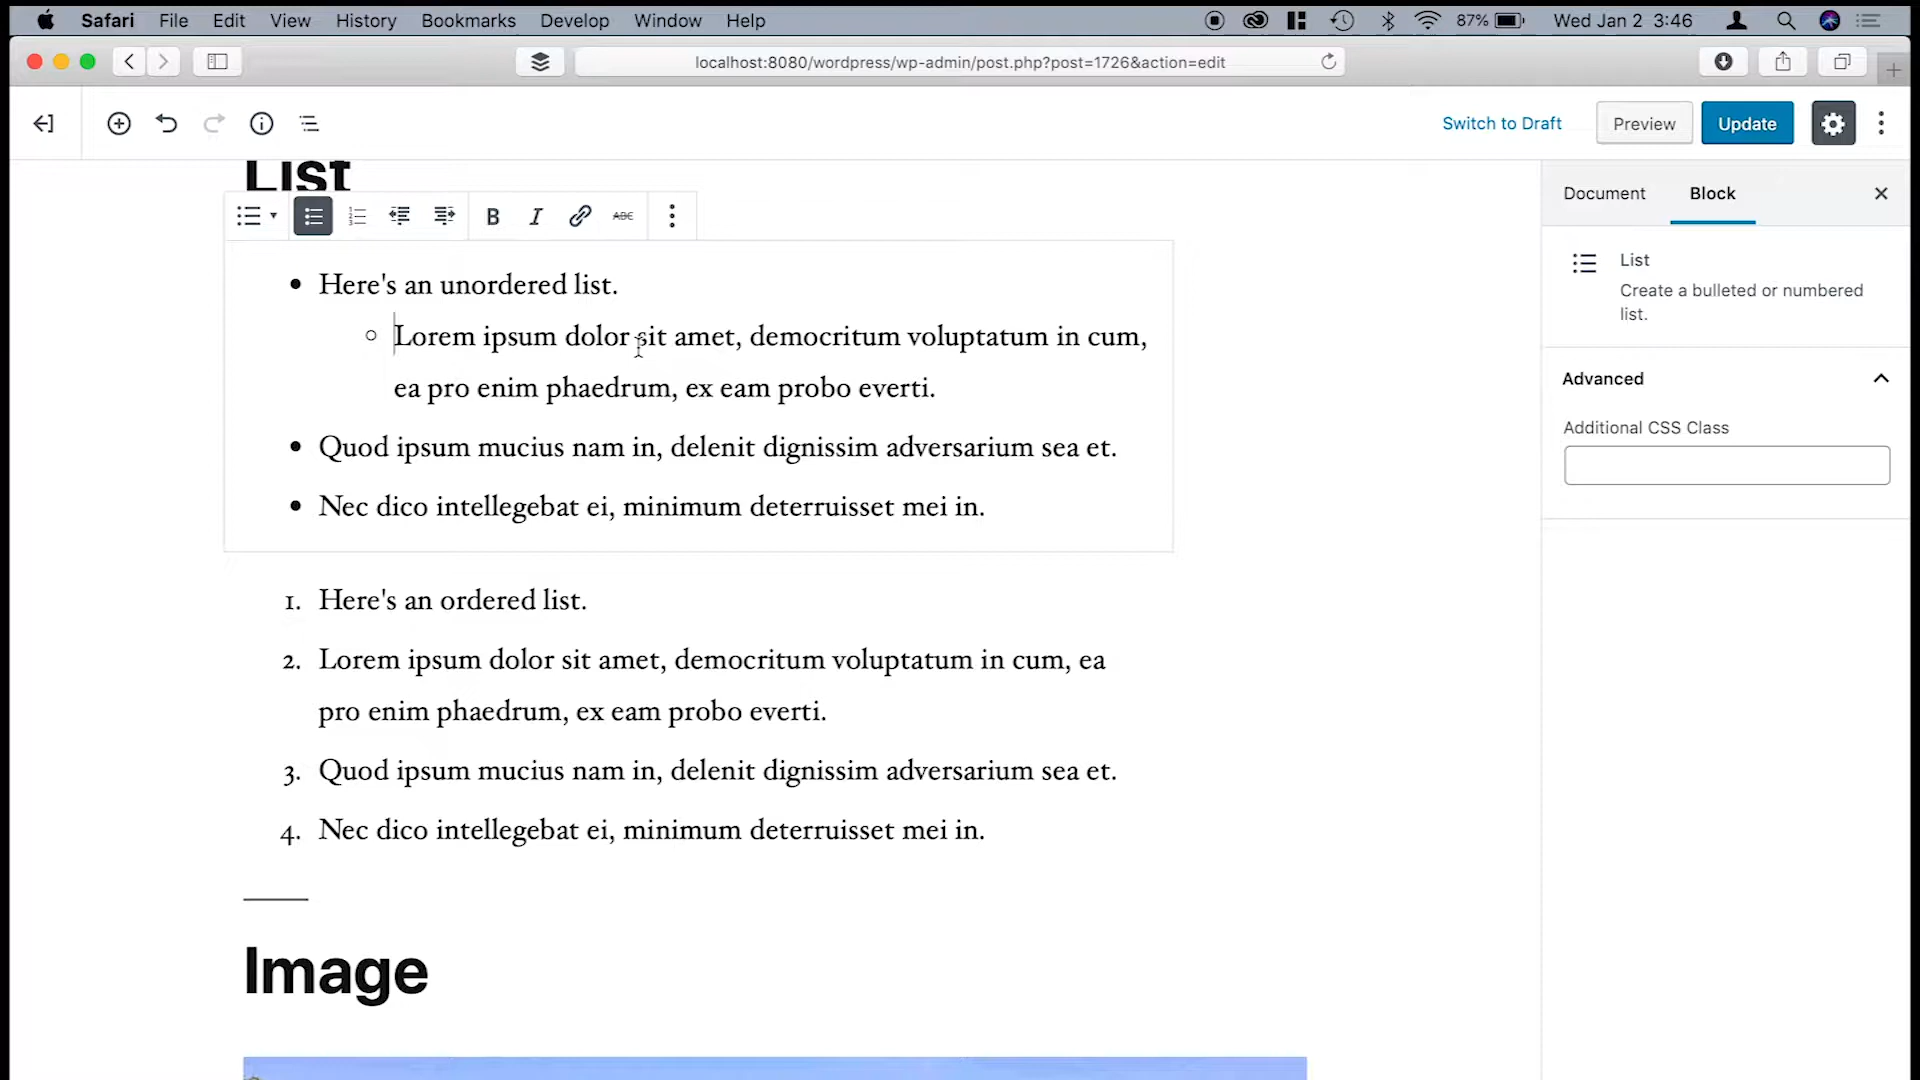 Safari File Edit View History Bookmarks Develop Window Help 87% Wed Jan 2 3:46
localhost:8080/wordpress/wp-admin/post.php?post=1726&action=edit
Switch to Draft Preview Update
List
Document Block
B I ABC
List
Create a bulleted or numbered
list.
Advanced
Additional CSS Class
• Here's an unordered list.
○ Lorem ipsum dolor sit amet, democritum voluptatum in cum,
ea pro enim phaedrum, ex eam probo everti.
• Quod ipsum mucius nam in, delenit dignissim adversarium sea et.
• Nec dico intellegebat ei, minimum deterruisset mei in.
1. Here's an ordered list.
2. Lorem ipsum dolor sit amet, democritum voluptatum in cum, ea
pro enim phaedrum, ex eam probo everti.
3. Quod ipsum mucius nam in, delenit dignissim adversarium sea et.
4. Nec dico intellegebat ei, minimum deterruisset mei in.
Image